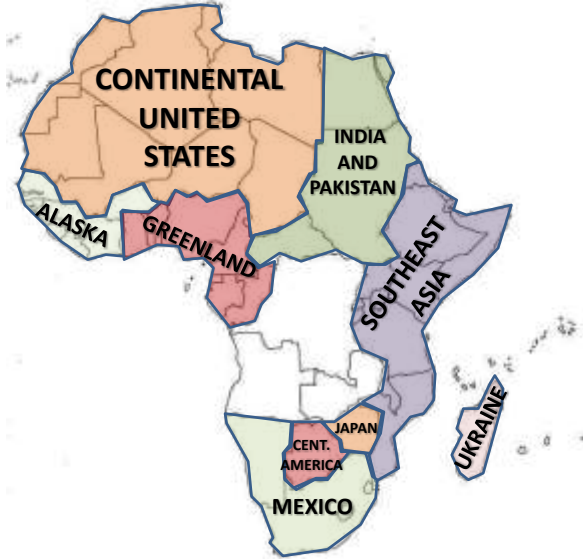 CONTINENTAL
UNITED
STATES
INDIA
AND
PAKISTAN
ALASKA
GREENLAND
SOUTHEAST
ASIA
UKRAINE
JAPAN
CENT.
AMERICA
MEXICO